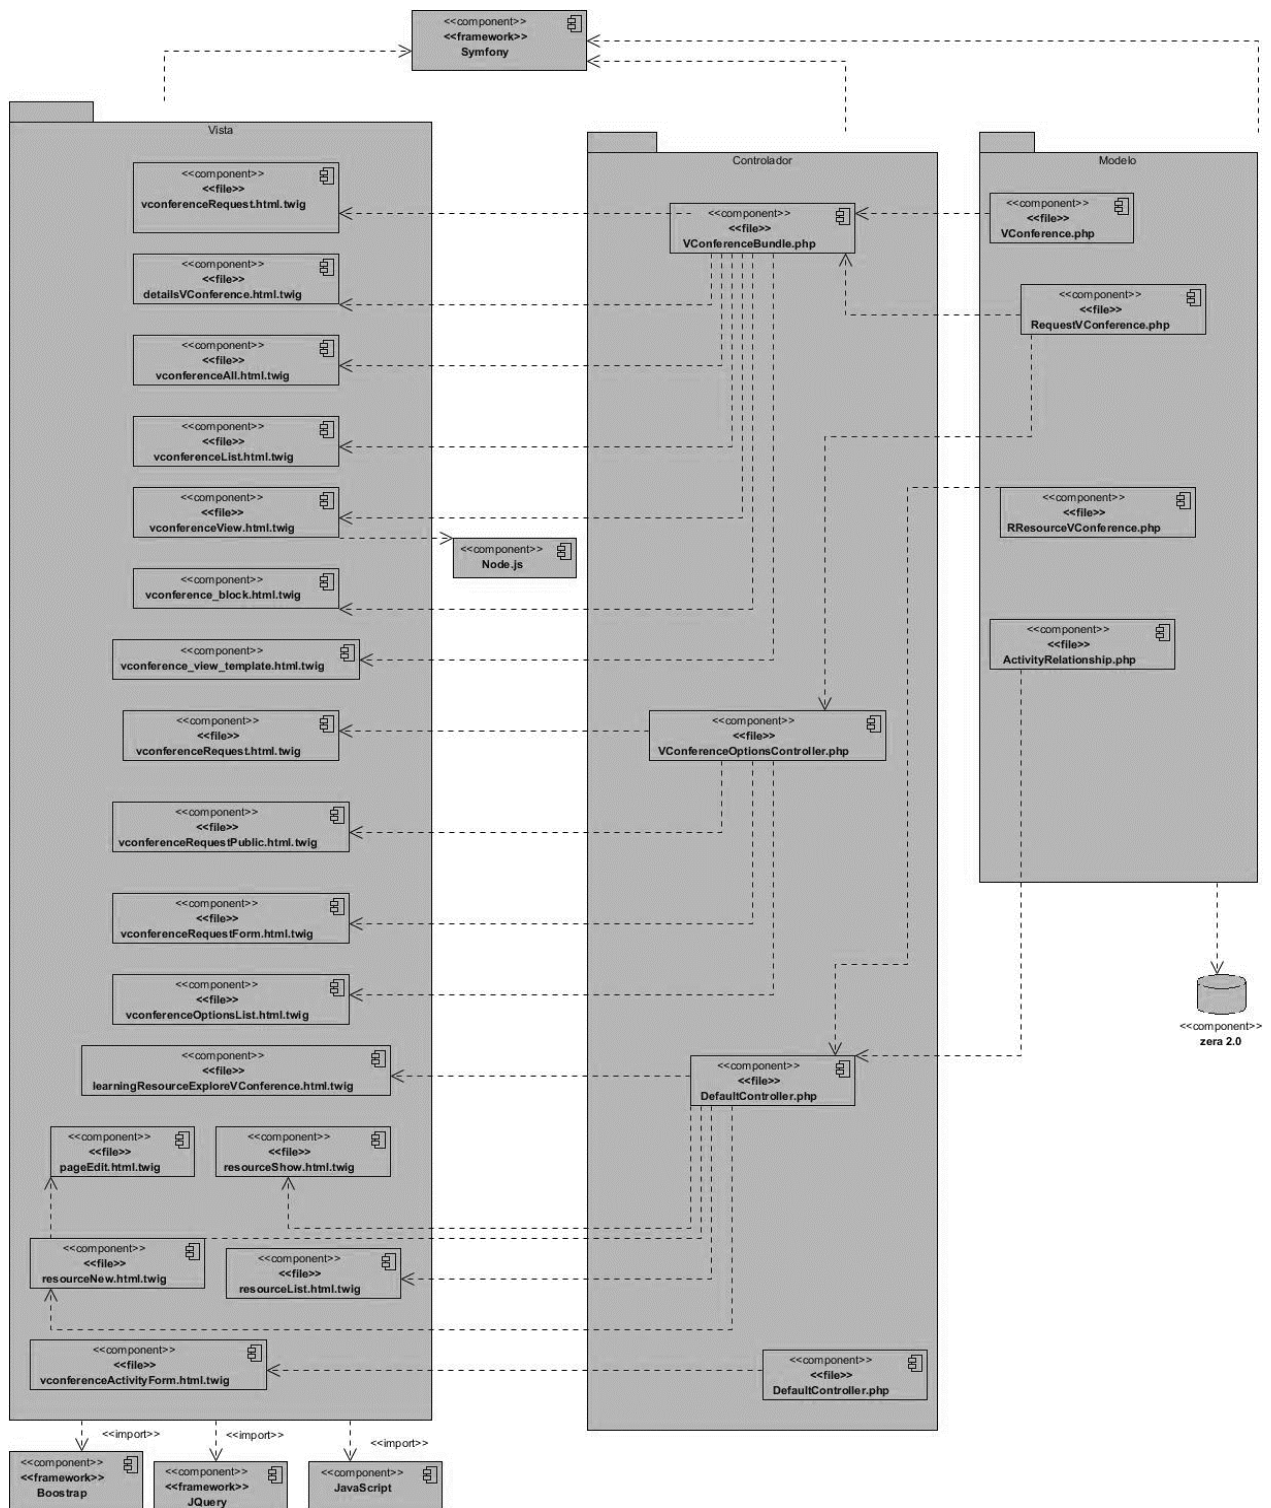 <<component>>
<<framework>>
Symfony
Vista
<<component>>
<<file>>
vconferenceRequest.html.twig
<<component>>
<<file>>
detailsVConference.html.twig
<<component>>
<<file>>
vconferenceAll.html.twig
<<component>>
<<file>>
vconferenceList.html.twig
<<component>>
<<file>>
vconferenceView.html.twig
<<component>>
Node.js
<<component>>
<<file>>
vconference_block.html.twig
<<component>>
<<file>>
vconference_view_template.html.twig
<<component>>
<<file>>
vconferenceRequest.html.twig
<<component>>
<<file>>
vconferenceRequestPublic.html.twig
<<component>>
<<file>>
vconferenceRequestForm.html.twig
<<component>>
<<file>>
vconferenceOptionsList.html.twig
<<component>>
<<file>>
learningResourceExploreVConference.html.twig
<<component>>
<<file>>
pageEdit.html.twig
<<component>>
<<file>>
resourceShow.html.twig
<<component>>
<<file>>
resourceNew.html.twig
<<component>>
<<file>>
resourceList.html.twig
<<component>>
<<file>>
vconferenceActivityForm.html.twig
Controlador
<<component>>
<<file>>
VConferenceBundle.php
<<component>>
<<file>>
VConferenceOptionsController.php
<<component>>
<<file>>
DefaultController.php
<<component>>
<<file>>
DefaultController.php
Modelo
<<component>>
<<file>>
VConference.php
<<component>>
<<file>>
RequestVConference.php
<<component>>
<<file>>
RResourceVConference.php
<<component>>
<<file>>
ActivityRelationship.php
<<component>>
zera 2.0
<<import>>
<<import>>
<<import>>
<<component>>
<<framework>>
Boostrap
<<component>>
<<framework>>
JQuery
<<component>>
JavaScript